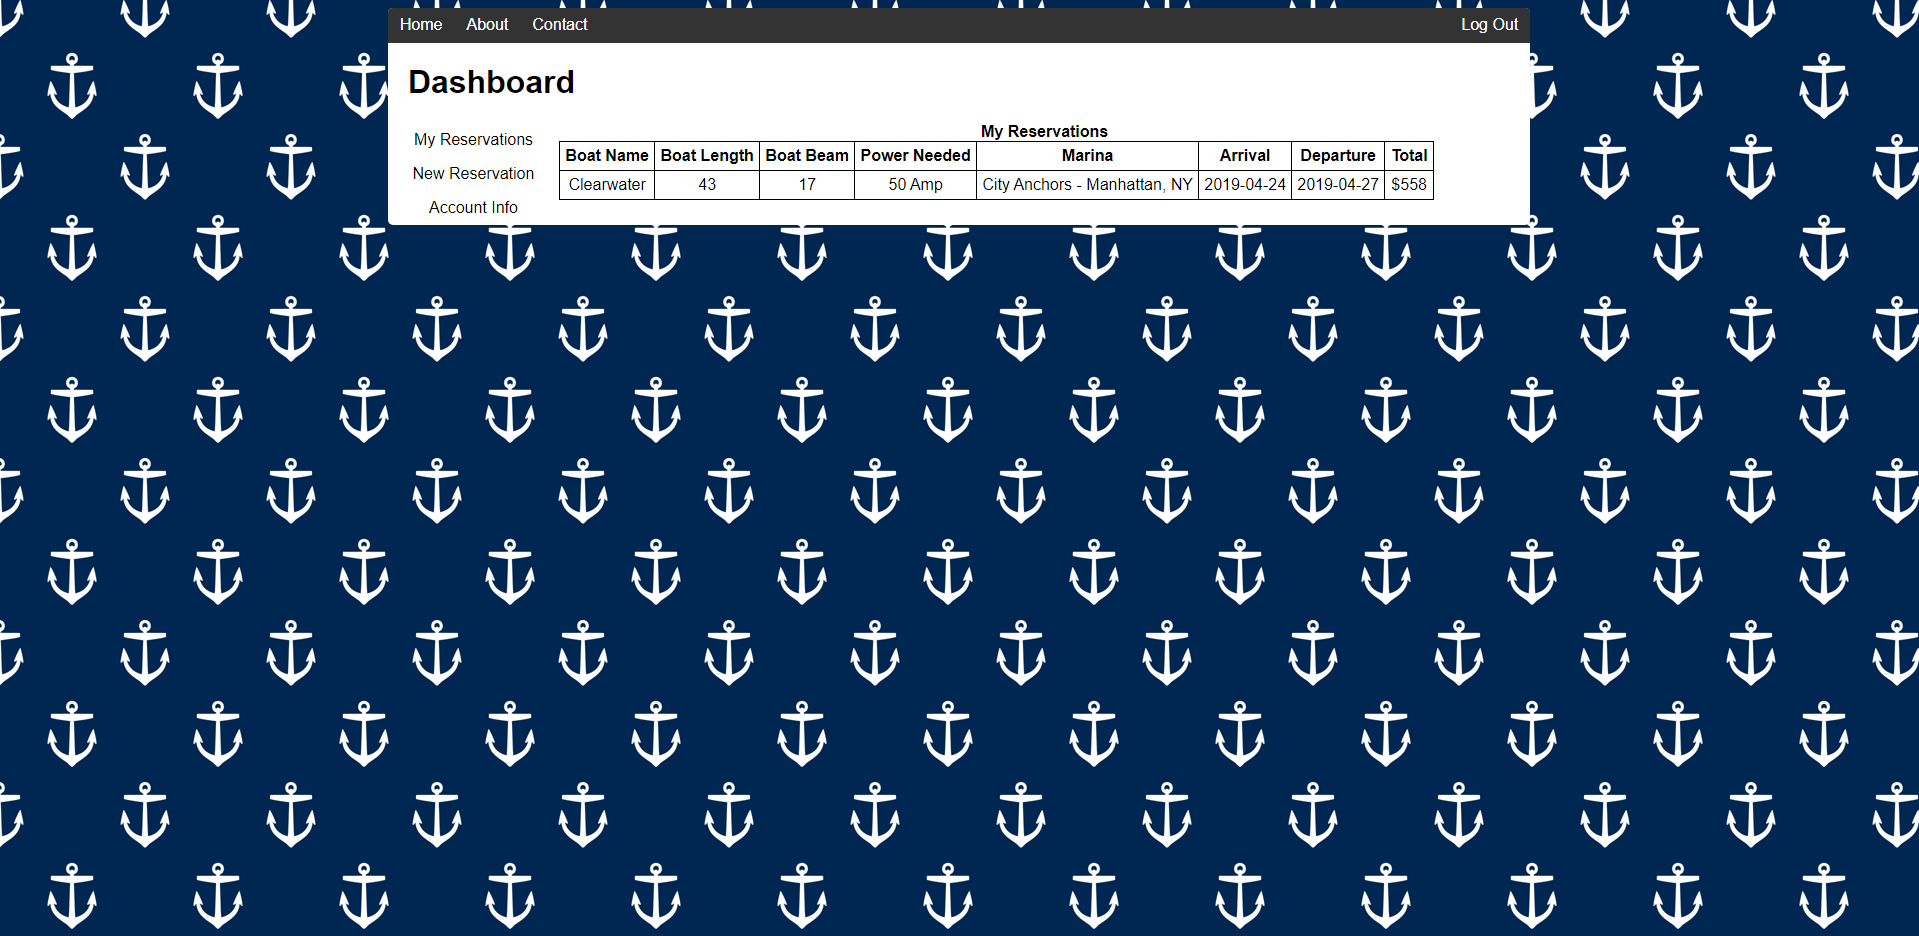 Home About Contact Log Out
Dashboard
My Reservations
New Reservation
Account Info
My Reservations
Boat Name Boat Length Boat Beam Power Needed Marina Arrival Departure Total
Clearwater 43 17 50 Amp City Anchors - Manhattan, NY 2019-04-24 2019-04-27 $558